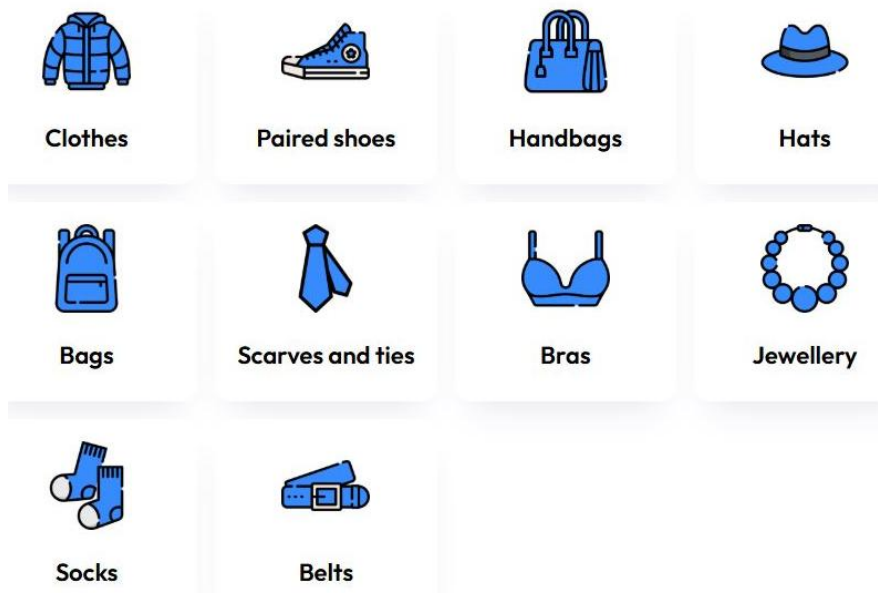 Clothes
Paired shoes
Handbags
Hats
Bags
Scarves and ties
Bras
Jewellery
Socks
Belts